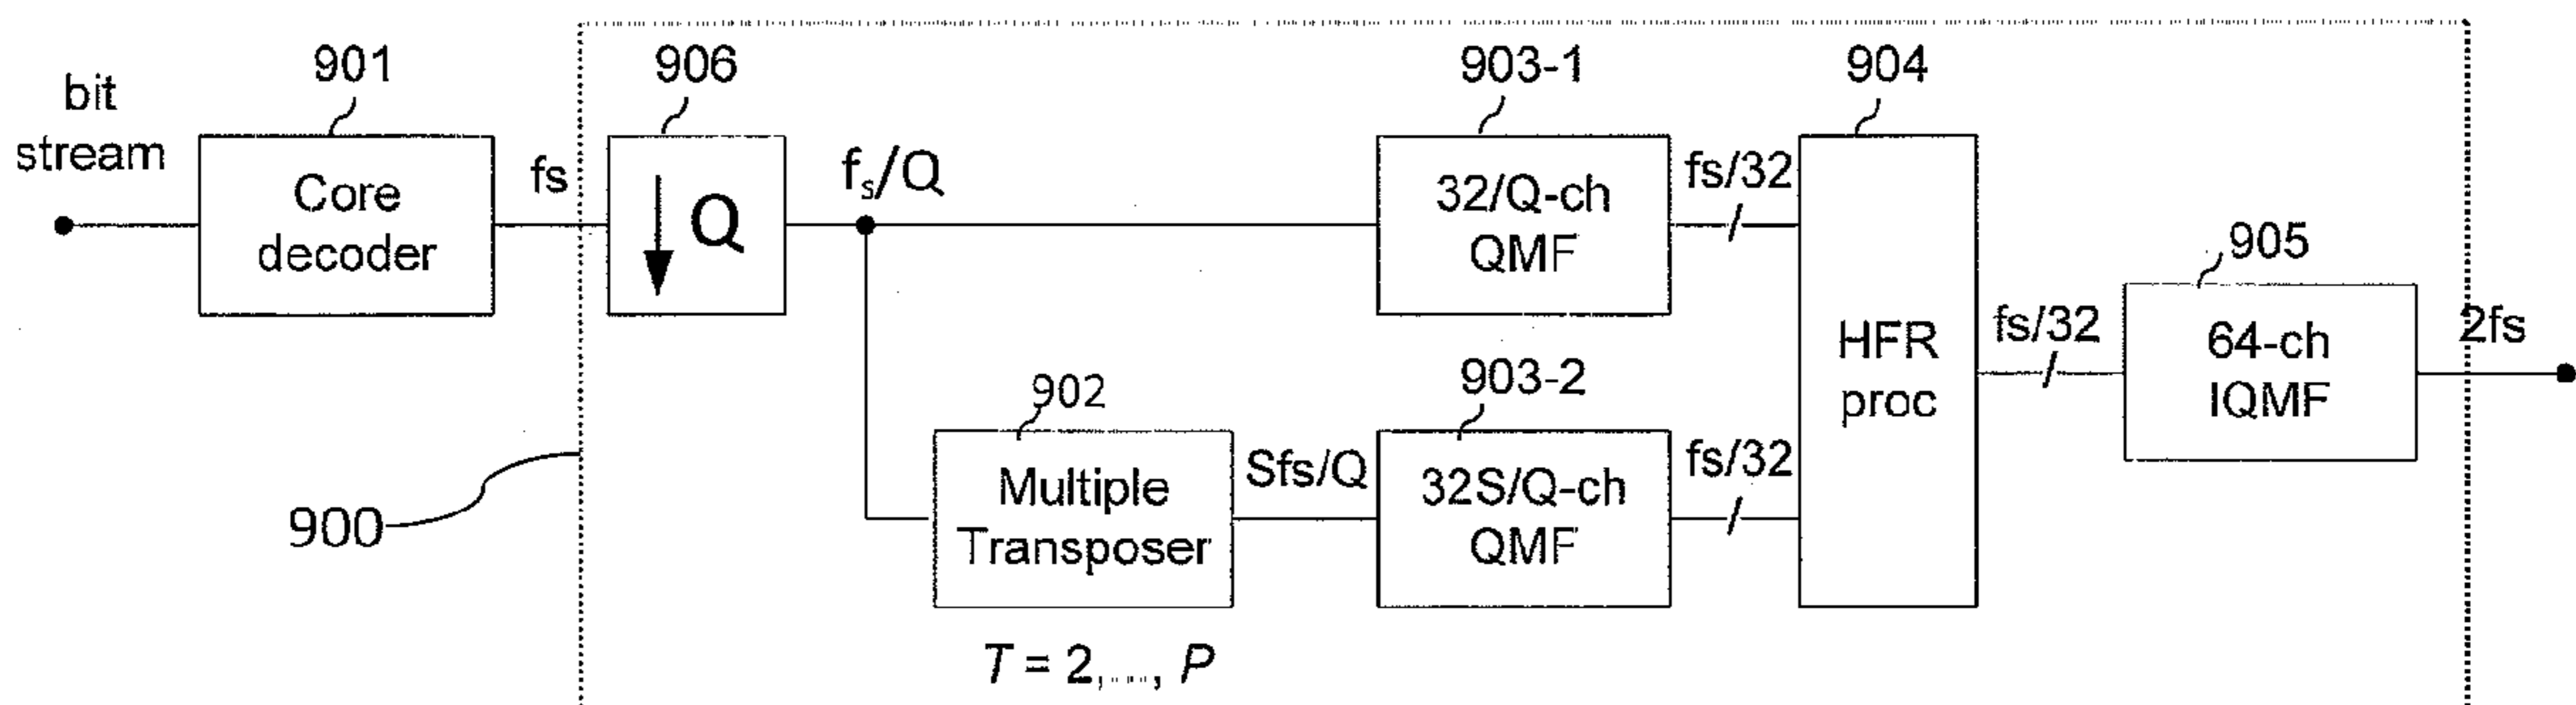 bit
stream
901
Core
decoder
fs
906
Q
fₛ/Q
903-1
32/Q-ch
QMF
fs/32
904
HFR
proc
902
Multiple
Transposer
T = 2,...., P
Sfs/Q
903-2
32S/Q-ch
QMF
fs/32
fs/32
905
64-ch
IQMF
2fs
900